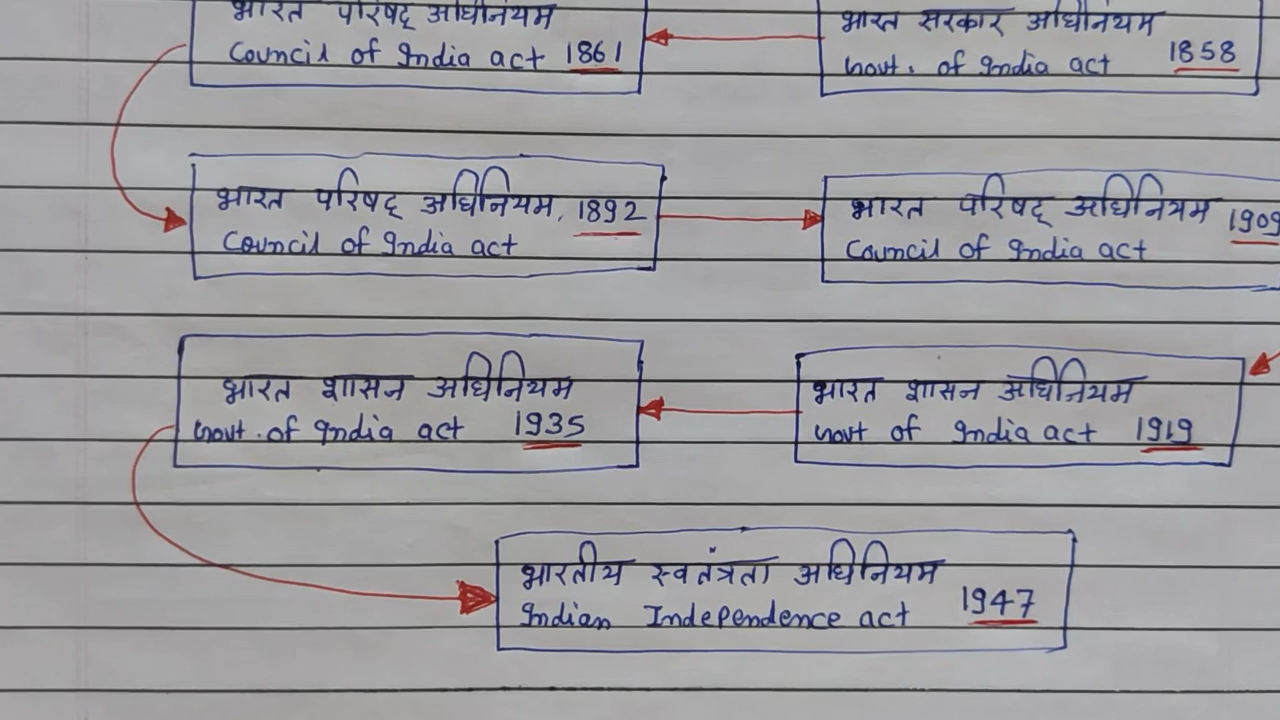 भारत परिषद् अधिनियम
Council of India act 1861
भारत सरकार अधिनियम
Govt. of India act 1858
भारत परिषद् अधिनियम, 1892
Council of India act
भारत परिषद् अधिनियम 1909
Council of India act
भारत शासन अधिनियम
Govt. of India act 1935
भारत शासन अधिनियम
Govt of India act 1919
भारतीय स्वतंत्रता अधिनियम
Indian Independence act 1947